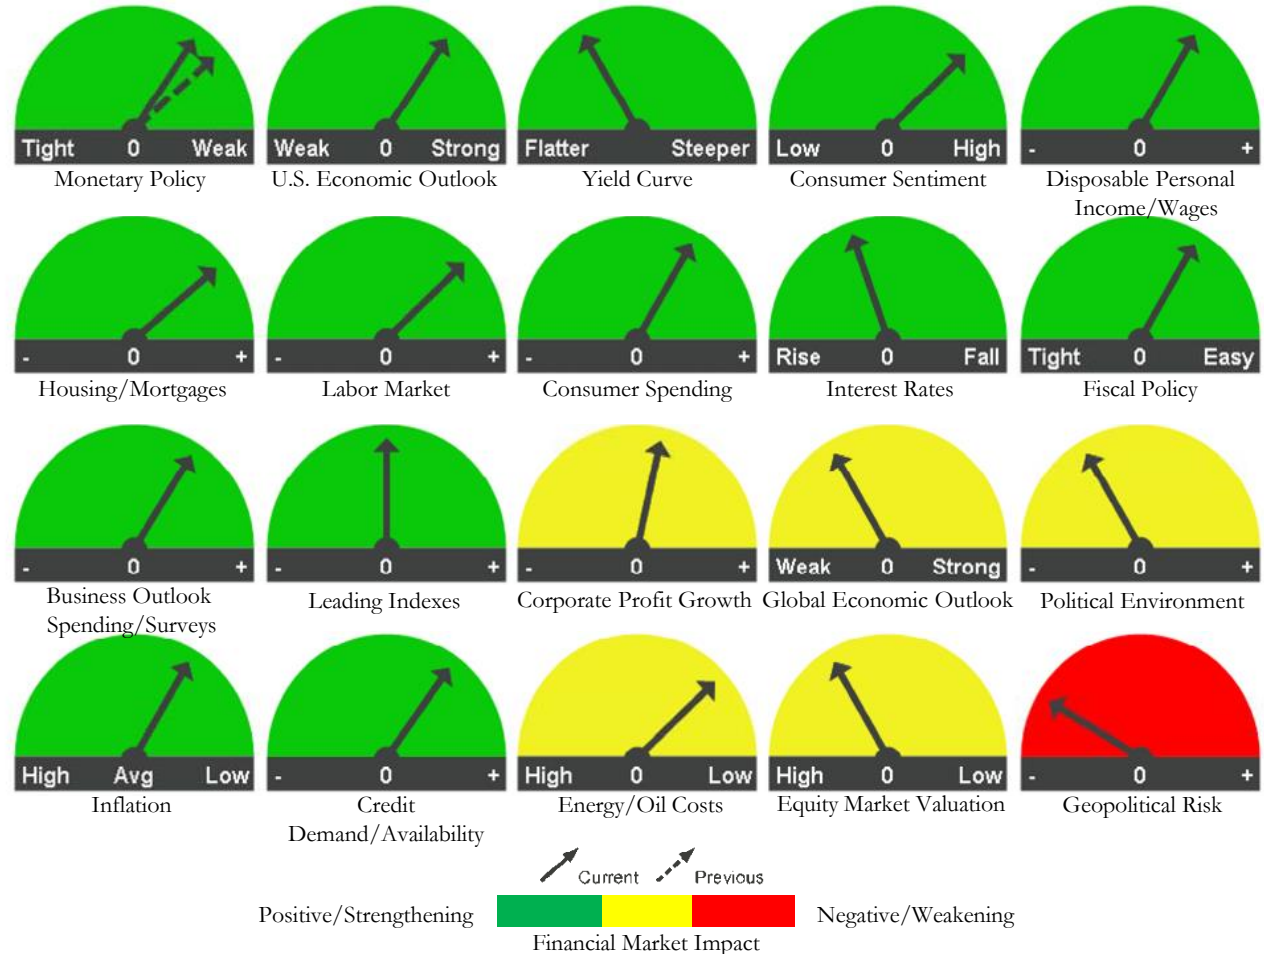 Tight 0 Weak
Weak 0 Strong
Flatter Steeper
Low 0 High
- 0 +
Monetary Policy
U.S. Economic Outlook
Yield Curve
Consumer Sentiment
Disposable Personal
Income/Wages
- 0 +
- 0 +
- 0 +
Rise 0 Fall
Tight 0 Easy
Housing/Mortgages
Labor Market
Consumer Spending
Interest Rates
Fiscal Policy
- 0 +
- 0 +
- 0 +
Weak 0 Strong
- 0 +
Business Outlook
Spending/Surveys
Leading Indexes
Corporate Profit Growth
Global Economic Outlook
Political Environment
High Avg Low
- 0 +
High 0 Low
High 0 Low
- 0 +
Inflation
Credit
Demand/Availability
Energy/Oil Costs
Equity Market Valuation
Geopolitical Risk
Current Previous
Positive/Strengthening
Negative/Weakening
Financial Market Impact